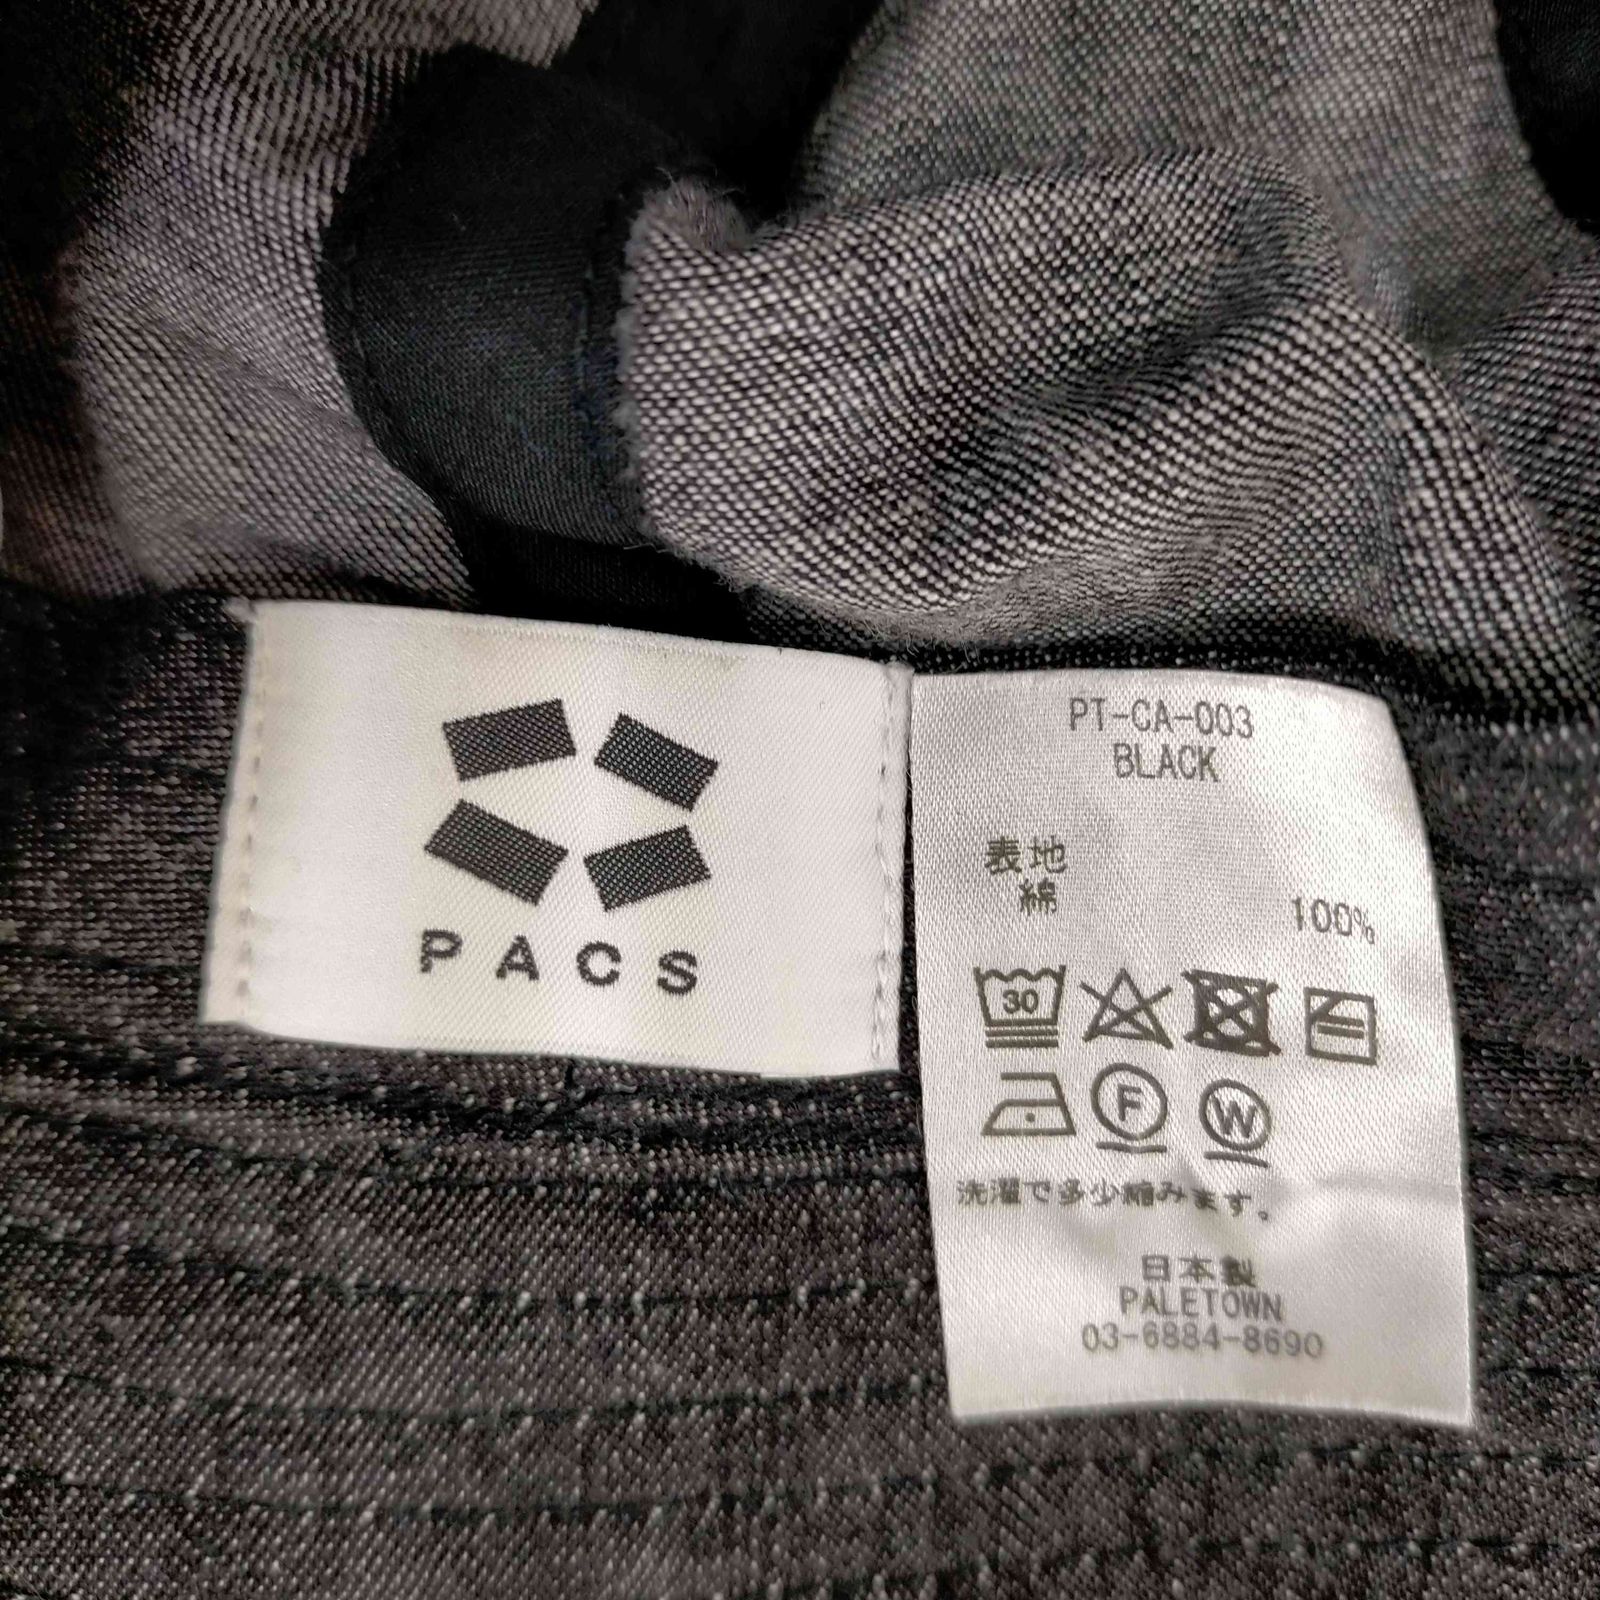 PACS
PT-CA-003
BLACK
表地
綿 100%
30
F W
洗濯で多少縮みます。
日本製
PALETOWN
03-6884-8690